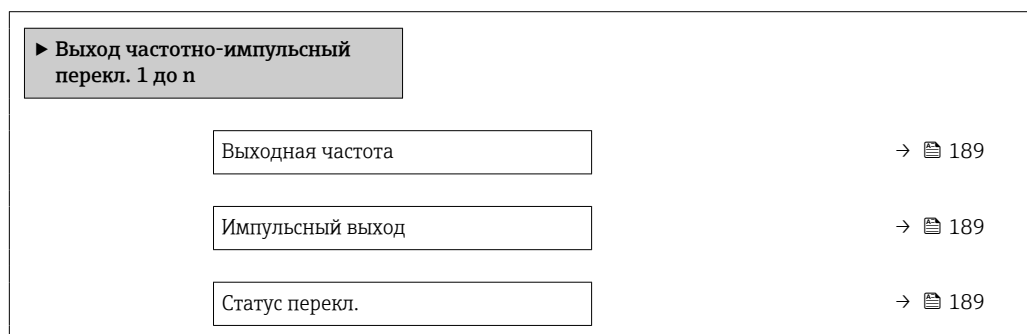 ► Выход частотно-импульсный
перекл. 1 до n
Выходная частота → 189
Импульсный выход → 189
Статус перекл. → 189